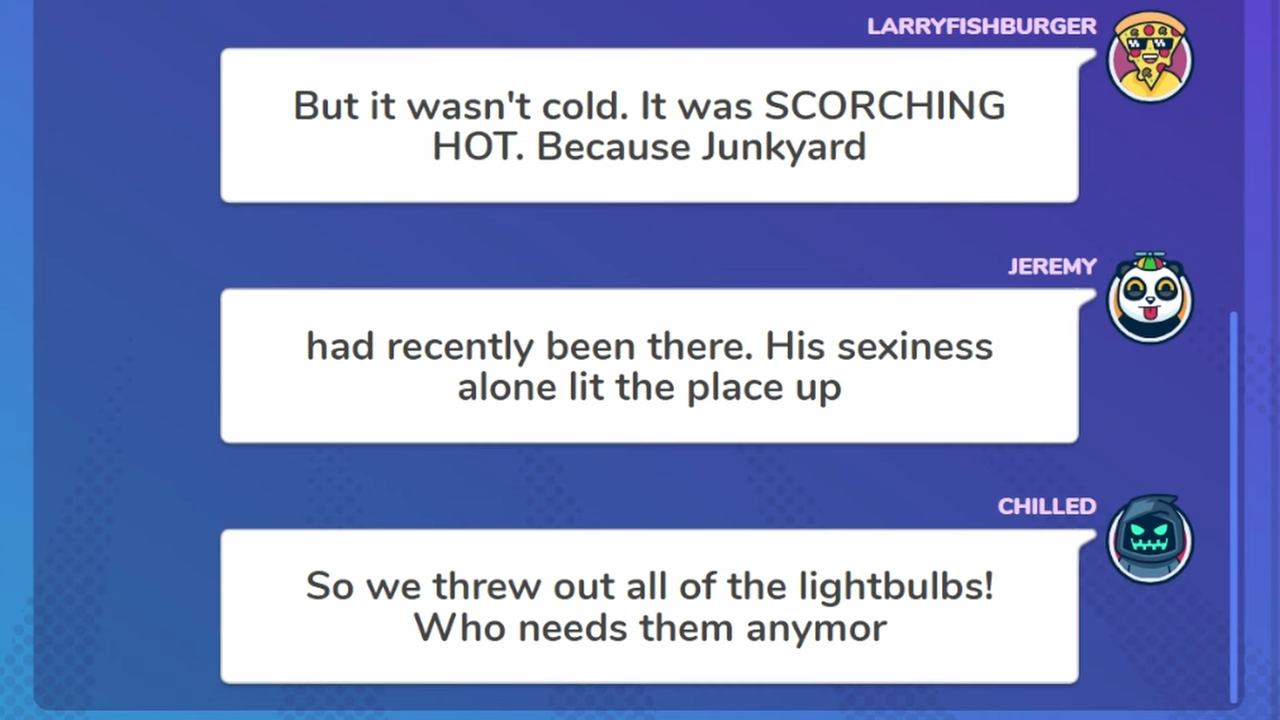 LARRYFISHBURGER
But it wasn't cold. It was SCORCHING
HOT. Because Junkyard
JEREMY
had recently been there. His sexiness
alone lit the place up
CHILLED
So we threw out all of the lightbulbs!
Who needs them anymor